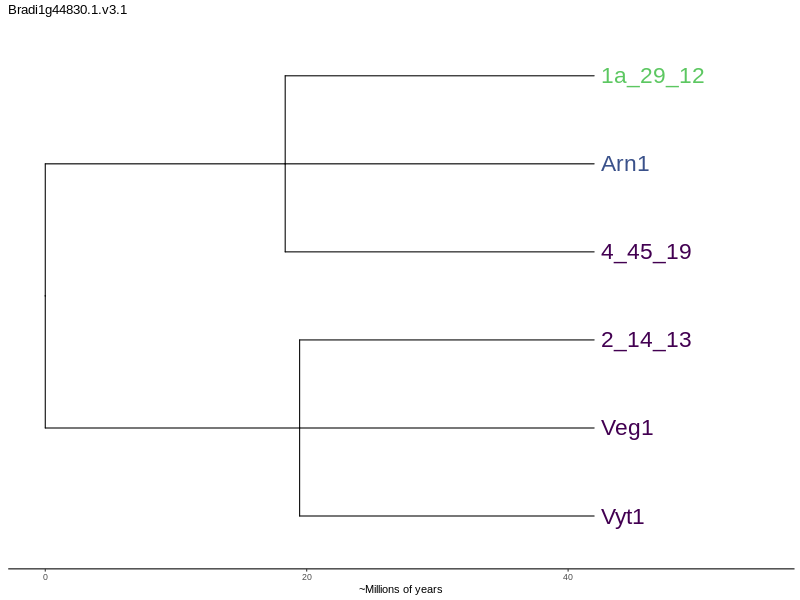 Bradi1g44830.1.v3.1
1a_29_12
Arn1
4_45_19
2_14_13
Veg1
Vyt1
0 20 40
~Millions of years